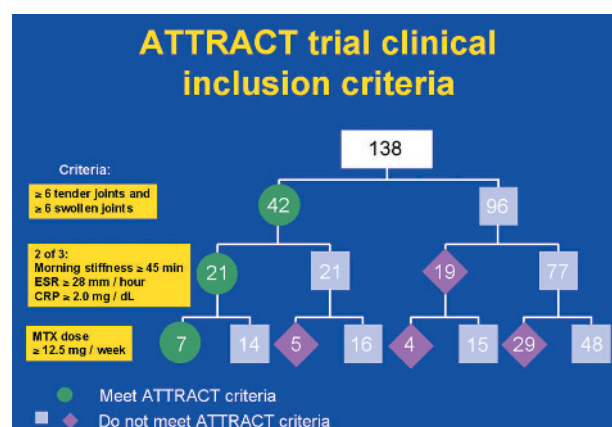 ATTRACT trial clinical
inclusion criteria
138
Criteria:
≥ 6 tender joints and
≥ 6 swollen joints
42
96
2 of 3:
Morning stiffness ≥ 45 min
ESR ≥ 28 mm / hour
CRP ≥ 2.0 mg / dL
21
21
19
77
MTX dose
≥ 12.5 mg / week
7
14
5
16
4
15
29
48
Meet ATTRACT criteria
Do not meet ATTRACT criteria